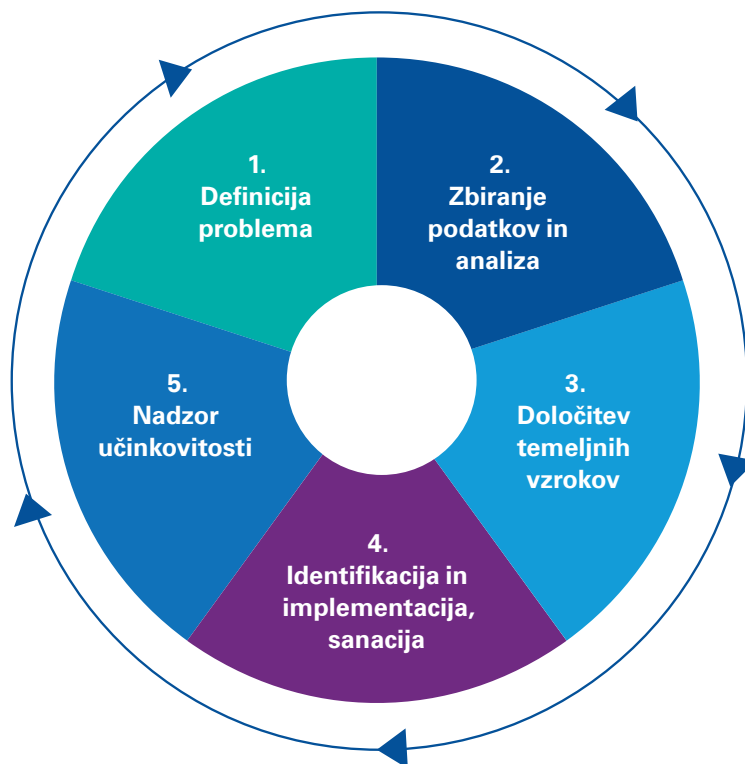 1.
Definicija
problema
2.
Zbiranje
podatkov in
analiza
3.
Določitev
temeljnih
vzrokov
4.
Identifikacija in
implementacija,
sanacija
5.
Nadzor
učinkovitosti